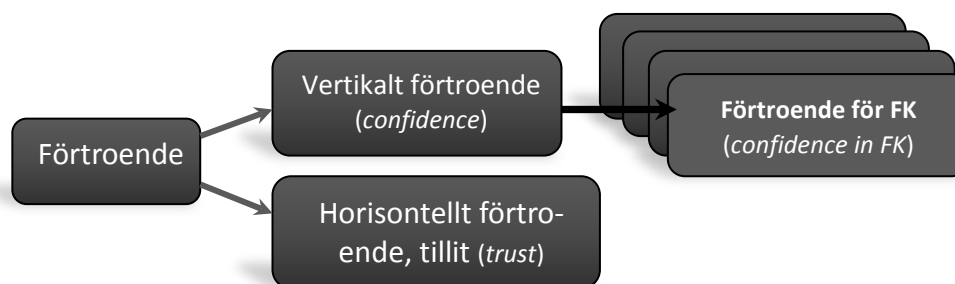 Förtroende
Vertikalt förtroende
(confidence)
Förtroende för FK
(confidence in FK)
Horisontellt förtro-
ende, tillit (trust)